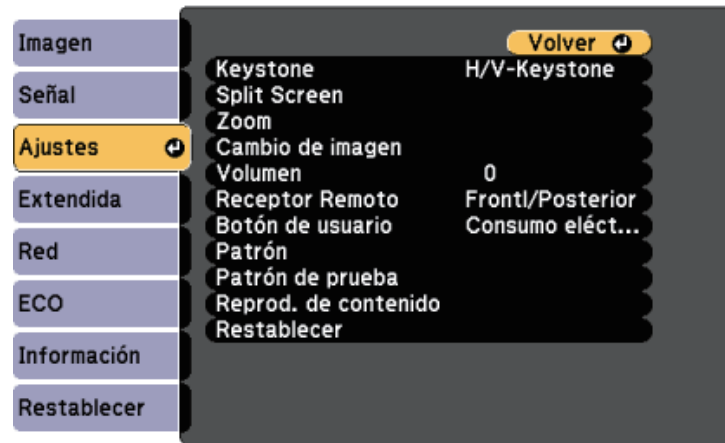 Imagen
Señal
Ajustes
Extendida
Red
ECO
Información
Restablecer
Volver
Keystone H/V-Keystone
Split Screen
Zoom
Cambio de imagen
Volumen 0
Receptor Remoto Frontl/Posterior
Botón de usuario Consumo eléct...
Patrón
Patrón de prueba
Reprod. de contenido
Restablecer